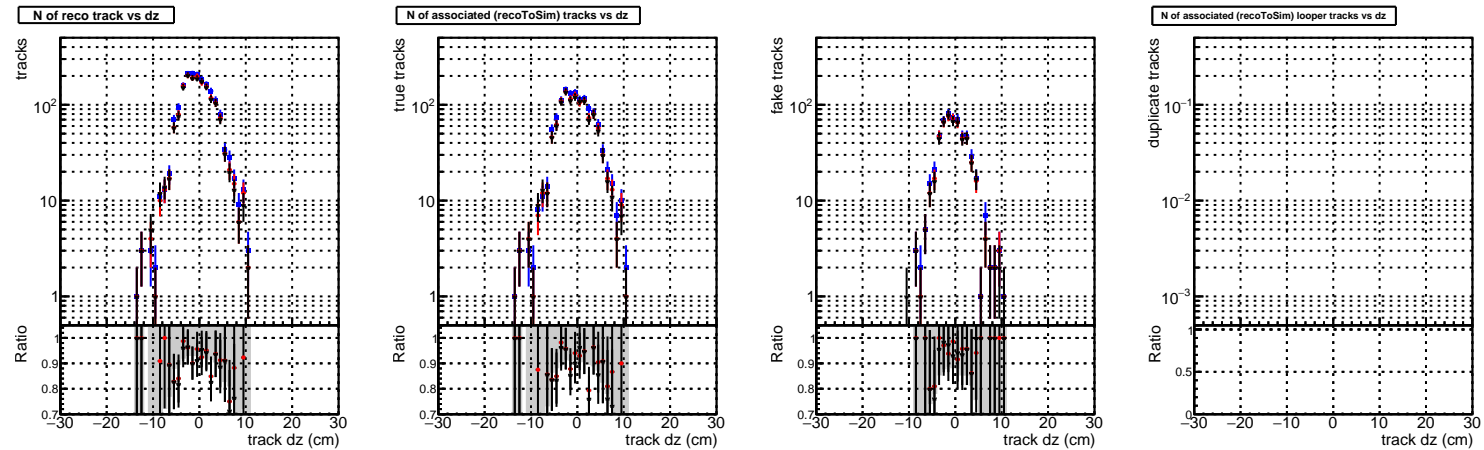 N of reco track vs dz
tracks
10²
10
1
Ratio
1
0.9
0.8
0.7
−30 −20 −10 0 10 20 30
track dz (cm)
N of associated (recoToSim) tracks vs dz
true tracks
10²
10
1
Ratio
1
0.9
0.8
0.7
−30 −20 −10 0 10 20 30
track dz (cm)
fake tracks
10²
10
1
Ratio
1
0.9
0.8
0.7
−30 −20 −10 0 10 20 30
track dz (cm)
N of associated (recoToSim) looper tracks vs dz
duplicate tracks
10⁻¹
10⁻²
10⁻³
Ratio
1
0.5
0
−30 −20 −10 0 10 20 30
track dz (cm)